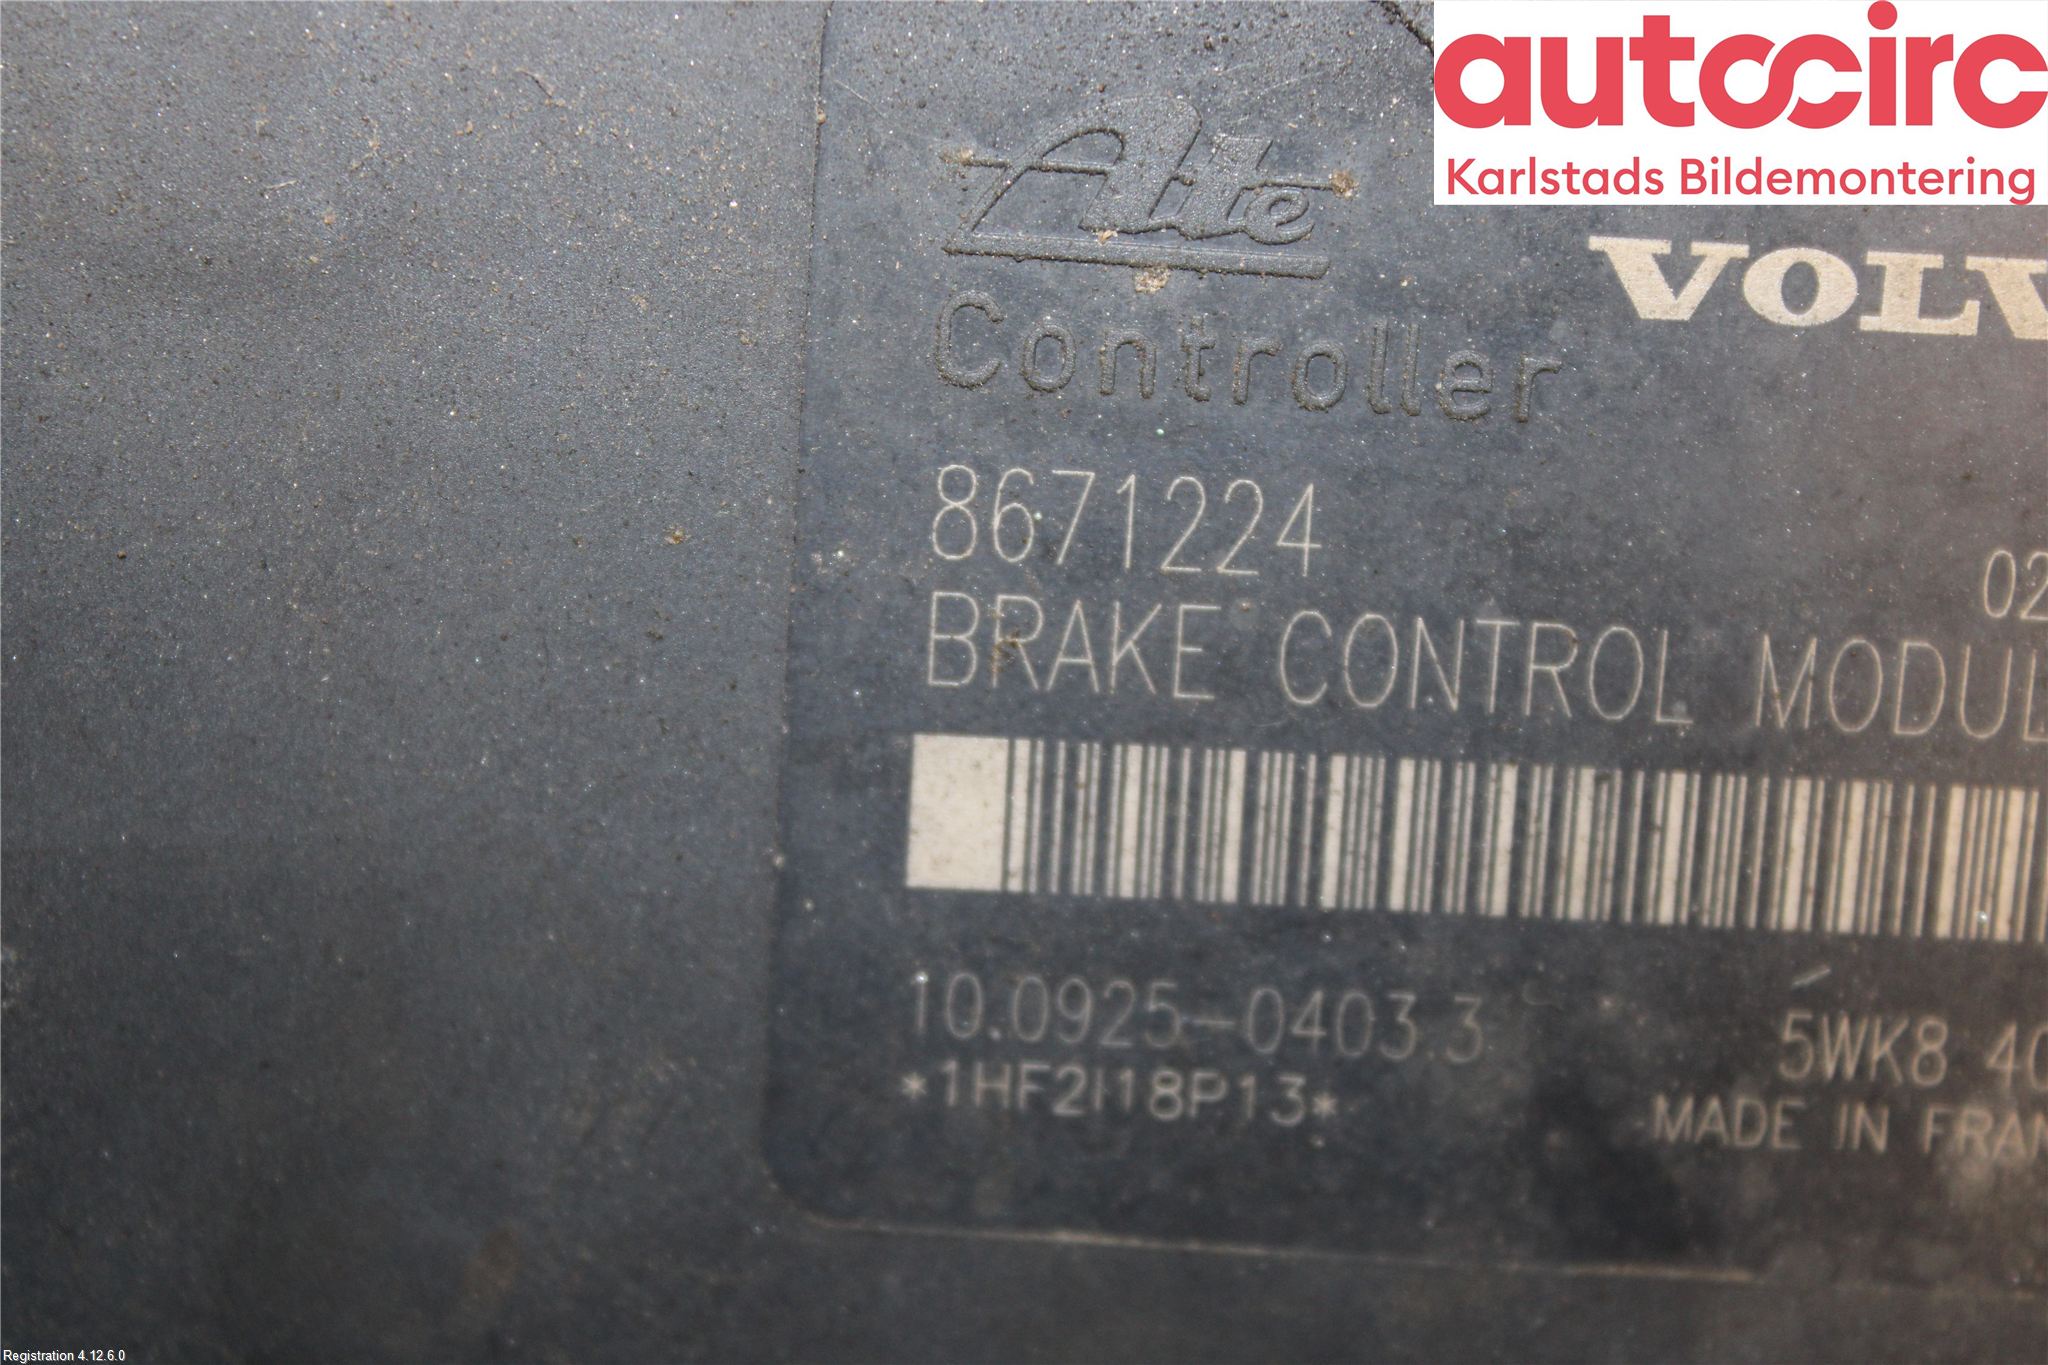 autocirc
Karlstads Bildemontering
Ate
VOLV
Controller
8671224
02
BRAKE CONTROL MODUL
10.0925-0403.3
5WK8 40
*1HF2I18P13*
MADE IN FRAN
Registration 4.12.6.0